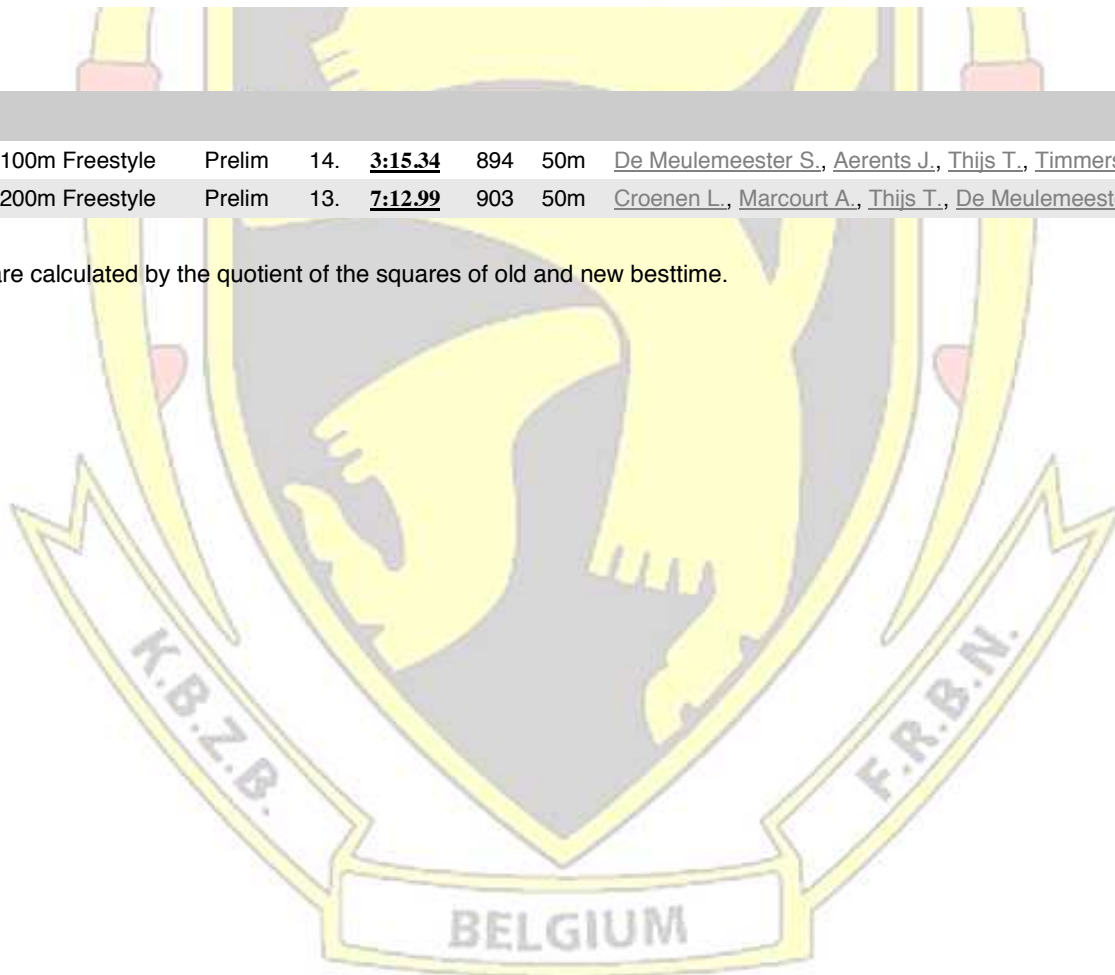 100m Freestyle Prelim 14. 3:15.34 894 50m De Meulemeester S., Aerents J., Thijs T., Timmers
200m Freestyle Prelim 13. 7:12.99 903 50m Croenen L., Marcourt A., Thijs T., De Meulemeest
are calculated by the quotient of the squares of old and new besttime.
K.B.Z.B.
F.R.B.N.
BELGIUM